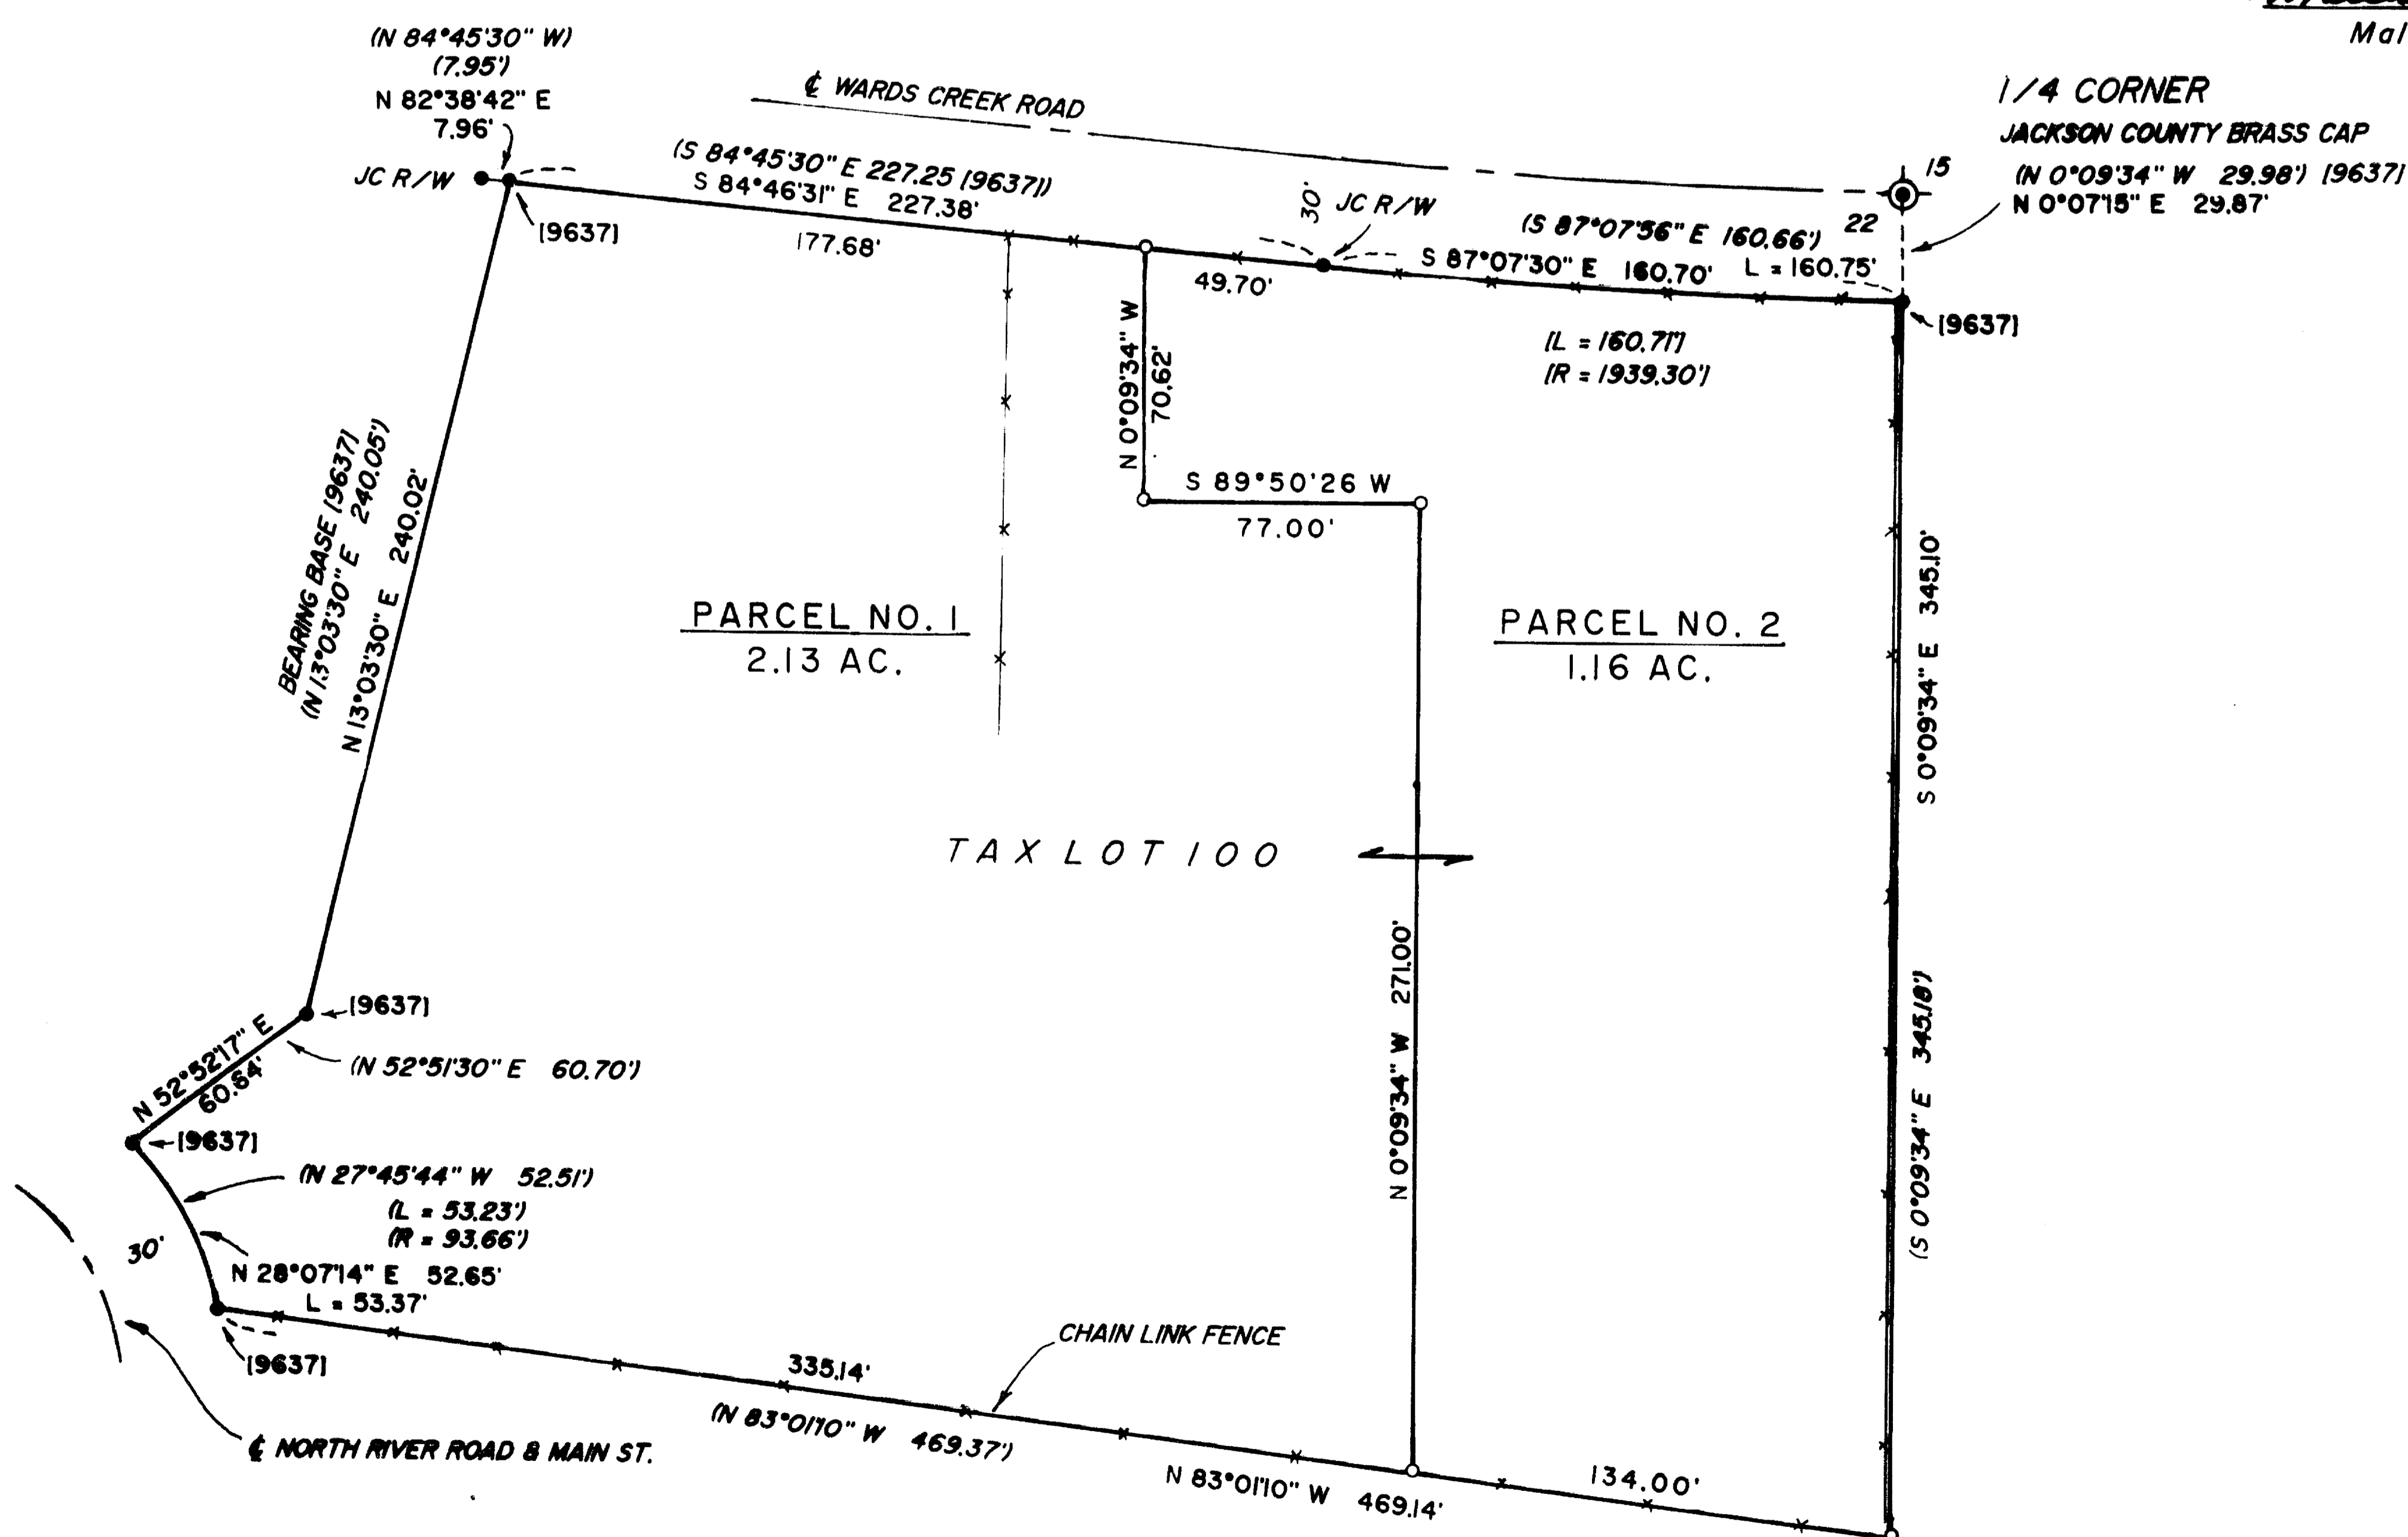 Mal
(N 84°45'30" W)
(7.95')
N 82°38'42" E
7.96'
JC R/W
[9637]
℄ WARDS CREEK ROAD
(S 84°45'30" E 227.25 [9637])
S 84°46'31" E 227.38'
177.68'
49.70'
30'
JC R/W
1/4 CORNER
JACKSON COUNTY BRASS CAP
(N 0°09'34" W 29.98') [9637]
N 0°07'15" E 29.87'
15
22
(S 87°07'56" E 160.66')
S 87°07'30" E 160.70' L = 160.75'
[9637]
(L = 160.71')
(R = 1939.30')
N 0°09'34" W
70.62'
S 89°50'26 W
77.00'
BEARING BASE [9637]
(N 13°03'30" E 240.05')
N 13°03'30" E 240.02'
PARCEL NO. 1
2.13 AC.
PARCEL NO. 2
1.16 AC.
S 0°09'34" E 345.10'
(S 0°09'34" E 345.18')
TAX LOT 100
N 0°09'34" W 271.00'
[9637]
N 52°52'17" E
60.84'
(N 52°51'30" E 60.70')
[9637]
(N 27°45'44" W 52.51')
(L = 53.23')
(R = 93.66')
30'
N 28°07'14" E 52.65'
L = 53.37'
[9637]
℄ NORTH RIVER ROAD & MAIN ST.
CHAIN LINK FENCE
335.14'
(N 83°01'10" W 469.37')
N 83°01'10" W 469.14'
134.00'